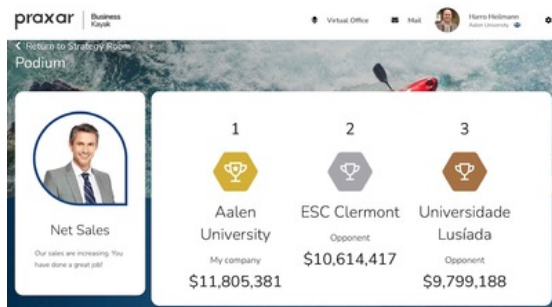 praxar
Business
Kayak
Virtual Office
Mail
Harro Heilmann
Aalen University
Return to Strategy Room
Podium
Net Sales
Our sales are increasing. You
have done a great job!
1
Aalen
University
My company
$11,805,381
2
ESC Clermont
Opponent
$10,614,417
3
Universidade
Lusíada
Opponent
$9,799,188